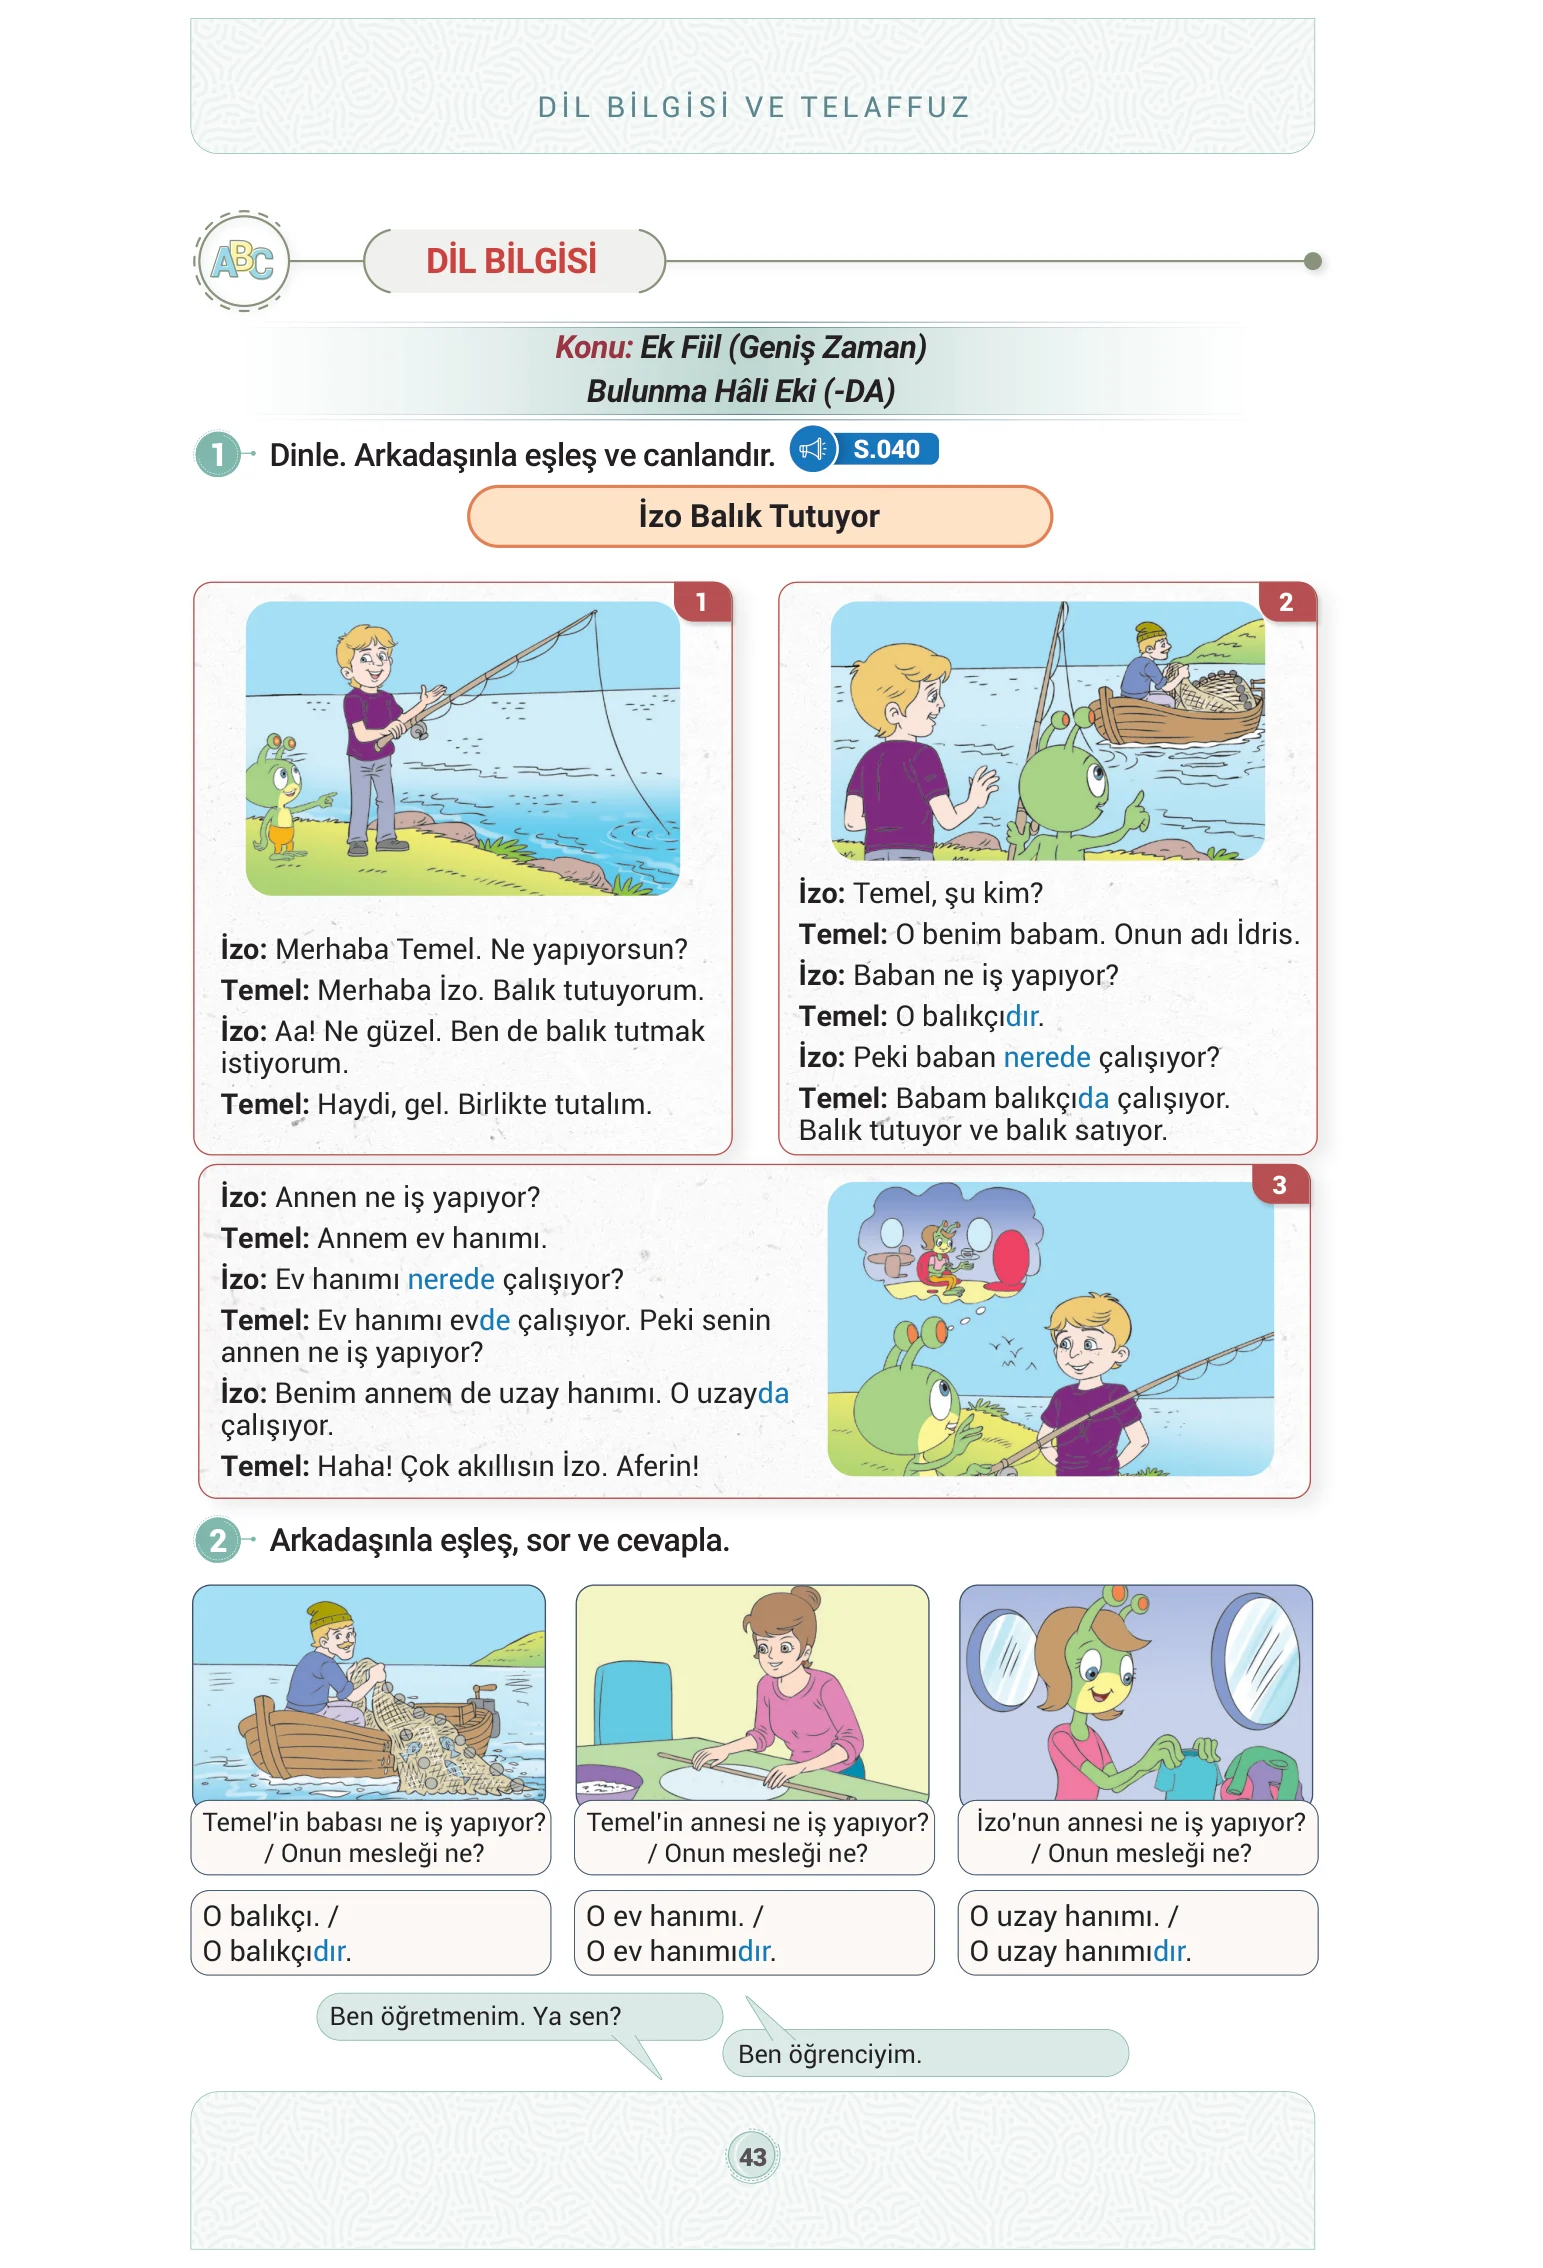 DİL BİLGİSİ VE TELAFFUZ
ABC
DİL BİLGİSİ
Konu: Ek Fiil (Geniş Zaman)
Bulunma Hâli Eki (-DA)
1 Dinle. Arkadaşınla eşleş ve canlandır. S.040
İzo Balık Tutuyor
1
İzo: Merhaba Temel. Ne yapıyorsun?
Temel: Merhaba İzo. Balık tutuyorum.
İzo: Aa! Ne güzel. Ben de balık tutmak
istiyorum.
Temel: Haydi, gel. Birlikte tutalım.
2
İzo: Temel, şu kim?
Temel: O benim babam. Onun adı İdris.
İzo: Baban ne iş yapıyor?
Temel: O balıkçıdır.
İzo: Peki baban nerede çalışıyor?
Temel: Babam balıkçıda çalışıyor.
Balık tutuyor ve balık satıyor.
3
İzo: Annen ne iş yapıyor?
Temel: Annem ev hanımı.
İzo: Ev hanımı nerede çalışıyor?
Temel: Ev hanımı evde çalışıyor. Peki senin
annen ne iş yapıyor?
İzo: Benim annem de uzay hanımı. O uzayda
çalışıyor.
Temel: Haha! Çok akıllısın İzo. Aferin!
2 Arkadaşınla eşleş, sor ve cevapla.
Temel'in babası ne iş yapıyor?
/ Onun mesleği ne?
O balıkçı. /
O balıkçıdır.
Temel'in annesi ne iş yapıyor?
/ Onun mesleği ne?
O ev hanımı. /
O ev hanımıdır.
İzo'nun annesi ne iş yapıyor?
/ Onun mesleği ne?
O uzay hanımı. /
O uzay hanımıdır.
Ben öğretmenim. Ya sen?
Ben öğrenciyim.
43